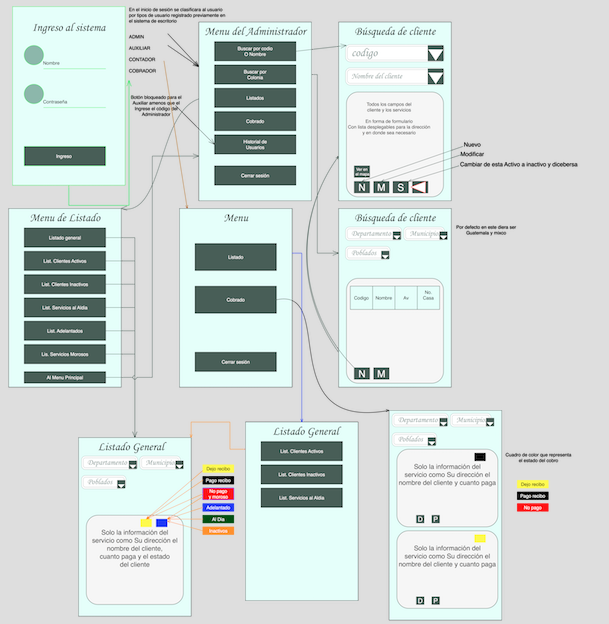 Ingreso al sistema
Nombre
Contraseña
Ingreso
En el inicio de sesión se clasificara al usuario
por tipos de usuario registrado previamente en
el sistema de escritorio
ADMIN
AUXILIAR
CONTADOR
COBRADOR
Botón bloqueado para el
Auxiliar amenos que el
Ingrese el código del
Administrador
Menu del Administrador
Buscar por codio
O Nombre
Buscar por
Colonia
Listados
Cobrado
Historial de
Usuarios
Cerrar sesión
Búsqueda de cliente
codigo
Nombre del cliente
Todos los campos del
cliente y los servicios
En forma de formulario
Con lista desplegables para la dirección
y en donde sea necesario
Ver en
el mapa
N M S
Nuevo
Modificar
Cambiar de esta Activo a inactivo y dicebersa
Menu de Listado
Listado general
List. Clientes Activos
List. Clientes Inactivos
List. Servicios al Aldia
List. Adelantados
Lis. Servicios Morosos
Al Menu Principal
Menu
Listado
Cobrado
Cerrar sesión
Búsqueda de cliente
Departamento
Municipio
Poblados
Codigo
Nombre
Av
No.
Casa
N M
Por defecto en este diera ser
Guatemala y mixco
Listado General
Departamento
Municipio
Poblados
Solo la información del
servicio como Su dirección el
nombre del cliente,
cuanto paga y el estado
del cliente
Dejo recibo
Pago recibo
No pago
y moroso
Adelantado
Al Dia
Inactivos
Listado General
List. Clientes Activos
List. Clientes Inactivos
List. Servicios al Aldia
Departamento
Municipio
Poblados
Solo la información del
servicio como Su dirección el
nombre del cliente y cuanto paga
D P
Solo la información del
servicio como Su dirección el
nombre del cliente y cuanto paga
D P
Cuadro de color que representa
el estado del cobro
Dejo recibo
Pago recibo
No paga